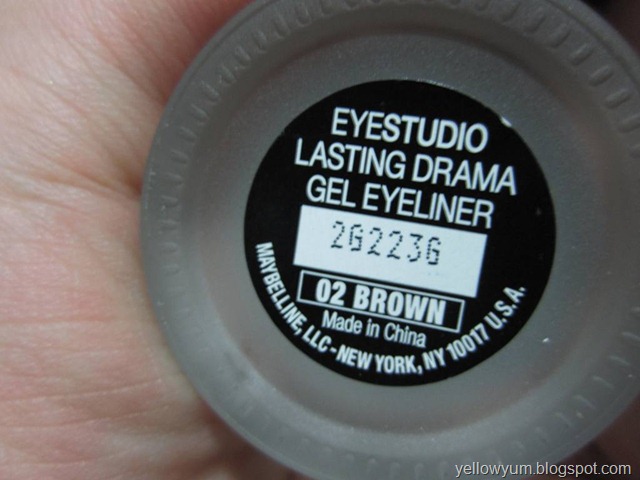 EYESTUDIO
LASTING DRAMA
GEL EYELINER
2G223G
02 BROWN
Made in China
MAYBELLINE, LLC - NEW YORK, NY 10017 U.S.A.
yellowyum.blogspot.com